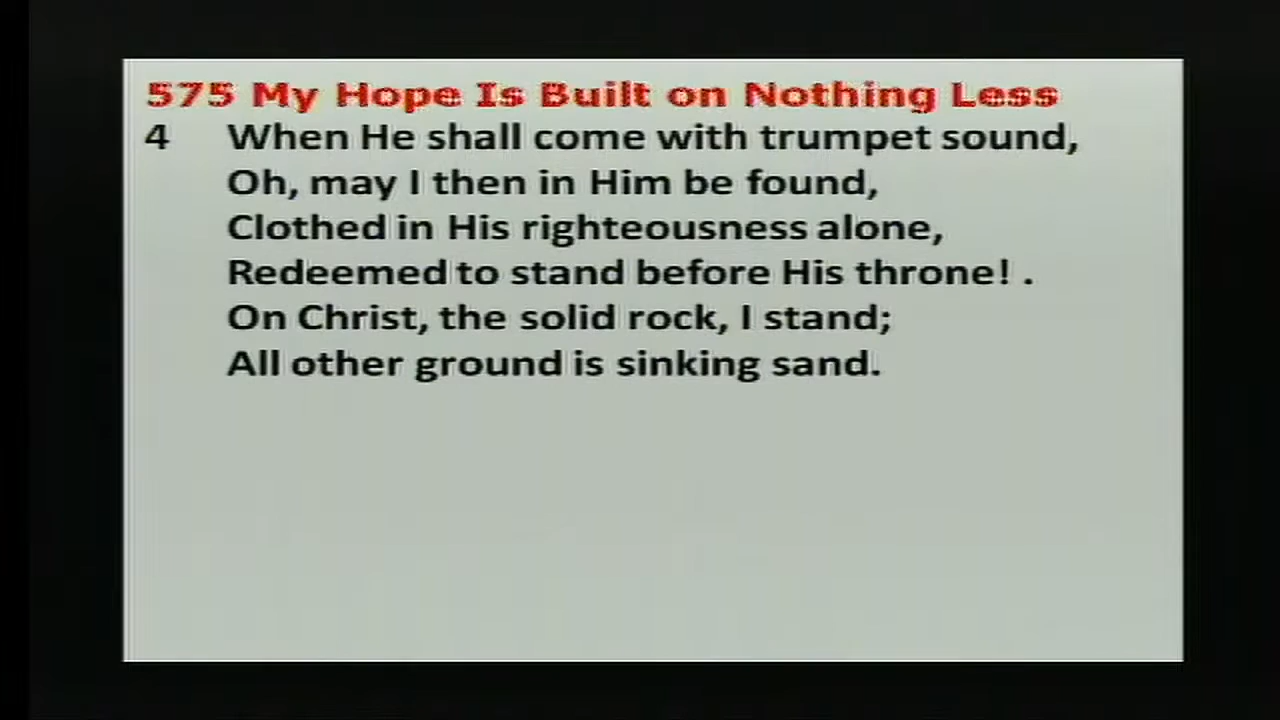 575 My Hope Is Built on Nothing Less
4 When He shall come with trumpet sound,
Oh, may I then in Him be found,
Clothed in His righteousness alone,
Redeemed to stand before His throne! .
On Christ, the solid rock, I stand;
All other ground is sinking sand.